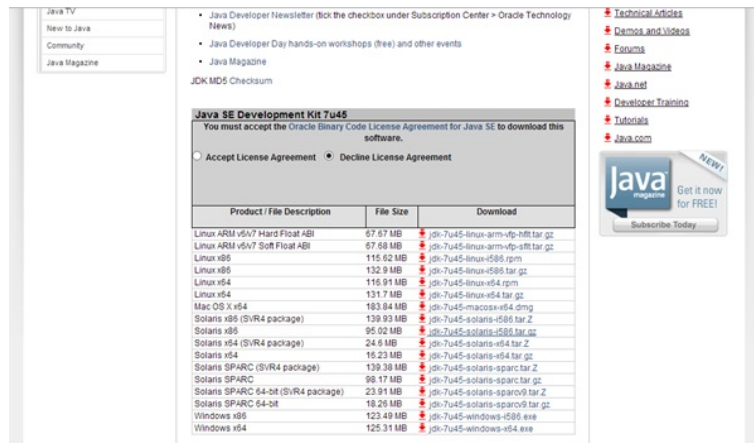 Java TV
New to Java
Community
Java Magazine
Java Developer Newsletter (tick the checkbox under Subscription Center > Oracle Technology
News)
Java Developer Day hands-on workshops (free) and other events
Java Magazine
JDK MD5 Checksum
Java SE Development Kit 7u45
You must accept the Oracle Binary Code License Agreement for Java SE to download this
software.
Accept License Agreement Decline License Agreement
Product / File Description File Size Download
Linux ARM v6/v7 Hard Float ABI 67.67 MB jdk-7u45-linux-arm-vfp-hflt.tar.gz
Linux ARM v6/v7 Soft Float ABI 67.68 MB jdk-7u45-linux-arm-vfp-sflt.tar.gz
Linux x86 115.62 MB jdk-7u45-linux-i586.rpm
Linux x86 132.9 MB jdk-7u45-linux-i586.tar.gz
Linux x64 116.91 MB jdk-7u45-linux-x64.rpm
Linux x64 131.7 MB jdk-7u45-linux-x64.tar.gz
Mac OS X x64 183.84 MB jdk-7u45-macosx-x64.dmg
Solaris x86 (SVR4 package) 139.93 MB jdk-7u45-solaris-i586.tar.Z
Solaris x86 95.02 MB jdk-7u45-solaris-i586.tar.gz
Solaris x64 (SVR4 package) 24.6 MB jdk-7u45-solaris-x64.tar.Z
Solaris x64 16.23 MB jdk-7u45-solaris-x64.tar.gz
Solaris SPARC (SVR4 package) 139.38 MB jdk-7u45-solaris-sparc.tar.Z
Solaris SPARC 98.17 MB jdk-7u45-solaris-sparc.tar.gz
Solaris SPARC 64-bit (SVR4 package) 23.91 MB jdk-7u45-solaris-sparcv9.tar.Z
Solaris SPARC 64-bit 18.26 MB jdk-7u45-solaris-sparcv9.tar.gz
Windows x86 123.49 MB jdk-7u45-windows-i586.exe
Windows x64 125.31 MB jdk-7u45-windows-x64.exe
Technical Articles
Demos and Videos
Forums
Java Magazine
Java.net
Developer Training
Tutorials
Java.com
NEW!
Java
magazine
Get it now
for FREE!
Subscribe Today